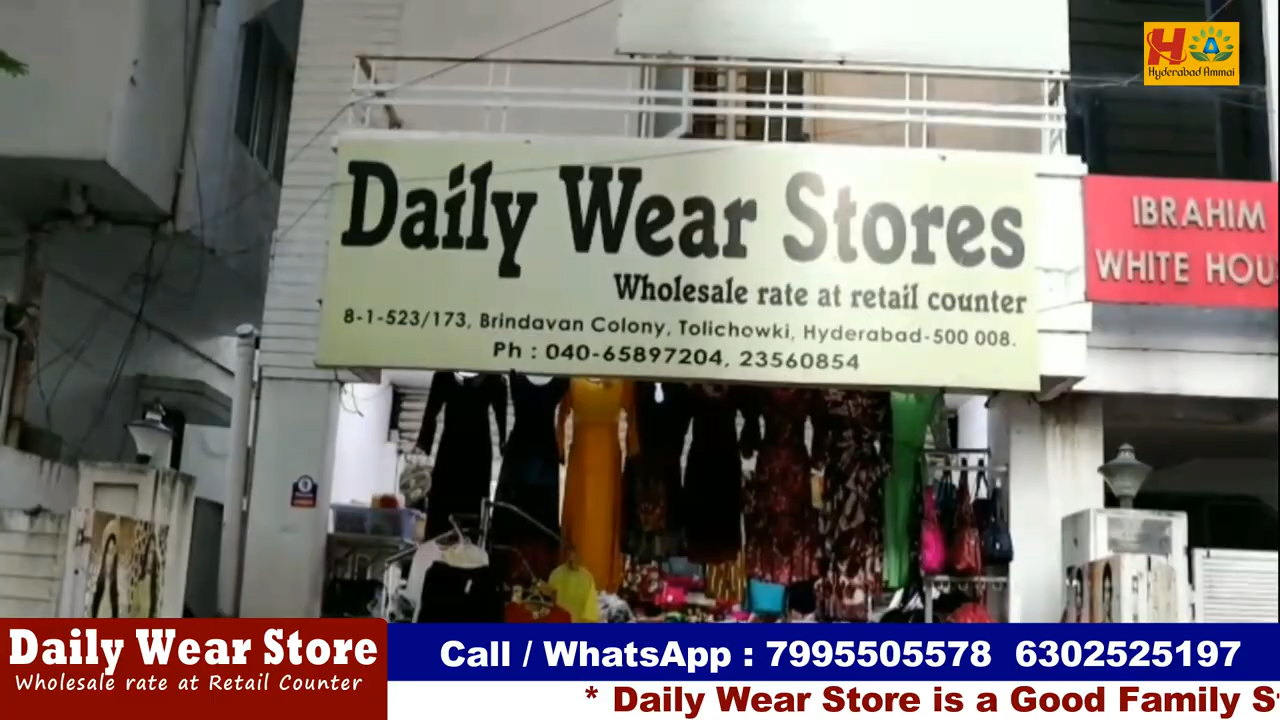 H
Hyderabad Ammai
Daily Wear Stores
Wholesale rate at retail counter
8-1-523/173, Brindavan Colony, Tolichowki, Hyderabad-500 008.
Ph : 040-65897204, 23560854
IBRAHIM
WHITE HOU
Daily Wear Store
Wholesale rate at Retail Counter
Call / WhatsApp : 7995505578 6302525197
* Daily Wear Store is a Good Family S